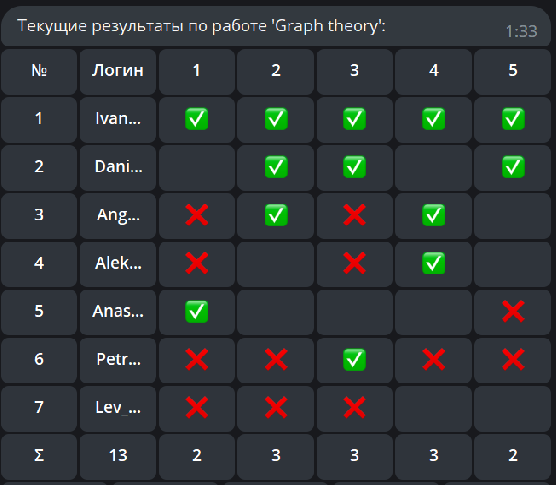 Текущие результаты по работе 'Graph theory':
1:33
№ Логин 1 2 3 4 5
1 Ivan... ✅ ✅ ✅ ✅ ✅
2 Dani... ✅ ✅ ✅
3 Ang... ❌ ✅ ❌ ✅
4 Alek... ❌ ❌ ✅
5 Anas... ✅ ❌
6 Petr... ❌ ❌ ✅ ❌ ❌
7 Lev_... ❌ ❌ ❌
Σ 13 2 3 3 3 2